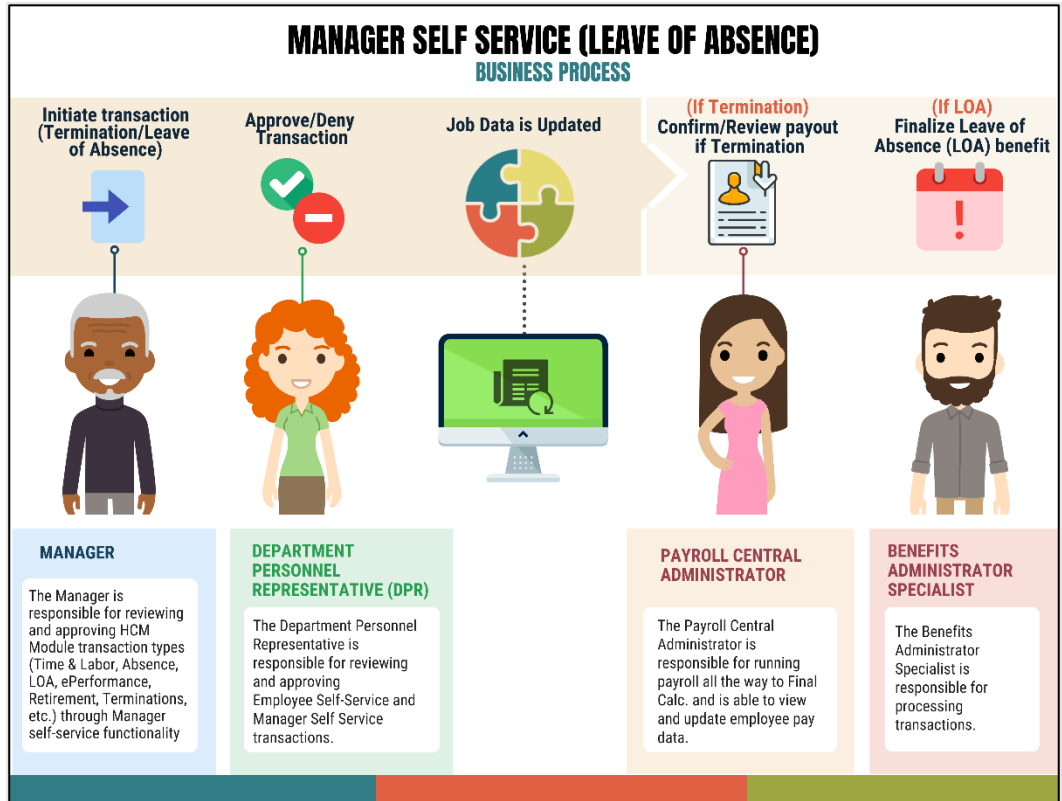 MANAGER SELF SERVICE (LEAVE OF ABSENCE)
BUSINESS PROCESS
Initiate transaction
(Termination/Leave
of Absence)
Approve/Deny
Transaction
Job Data is Updated
(If Termination)
Confirm/Review payout
if Termination
(If LOA)
Finalize Leave of
Absence (LOA) benefit
!
MANAGER
The Manager is
responsible for reviewing
and approving HCM
Module transaction types
(Time & Labor, Absence,
LOA, ePerformance,
Retirement, Terminations,
etc.) through Manager
self-service functionality
DEPARTMENT
PERSONNEL
REPRESENTATIVE (DPR)
The Department Personnel
Representative is
responsible for reviewing
and approving
Employee Self-Service and
Manager Self Service
transactions.
PAYROLL CENTRAL
ADMINISTRATOR
The Payroll Central
Administrator is
responsible for running
payroll all the way to Final
Calc. and is able to view
and update employee pay
data.
BENEFITS
ADMINISTRATOR
SPECIALIST
The Benefits
Administrator
Specialist is
responsible for
processing
transactions.